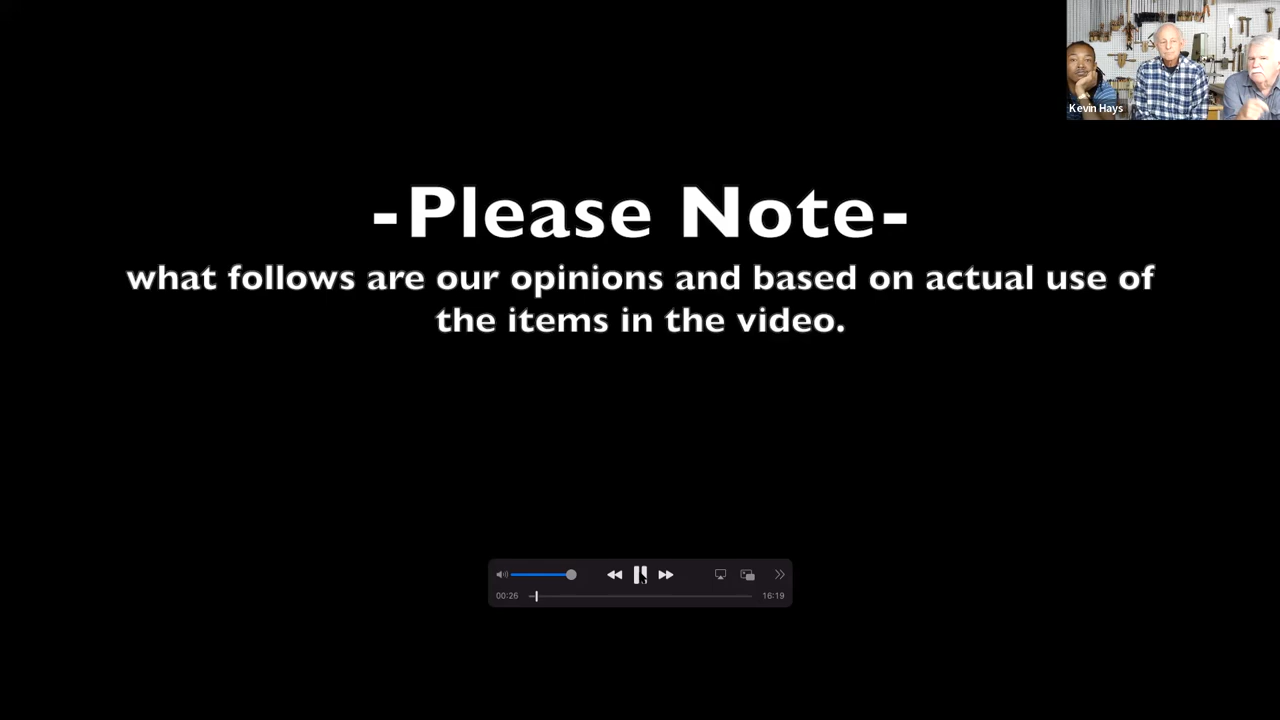 Kevin Hays
-Please Note-
what follows are our opinions and based on actual use of
the items in the video.
00:26
16:19